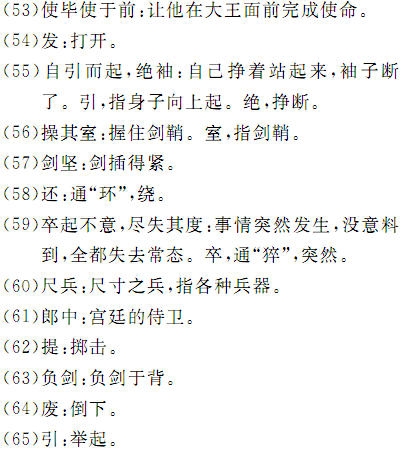 (53)使毕使于前:让他在大王面前完成使命。
(54)发:打开。
(55)自引而起,绝袖:自己挣着站起来,袖子断
了。引,指身子向上起。绝,挣断。
(56)操其室:握住剑鞘。室,指剑鞘。
(57)剑坚:剑插得紧。
(58)还:通“环”,绕。
(59)卒起不意,尽失其度:事情突然发生,没意料
到,全都失去常态。卒,通“猝”,突然。
(60)尺兵:尺寸之兵,指各种兵器。
(61)郎中:宫廷的侍卫。
(62)提:掷击。
(63)负剑:负剑于背。
(64)废:倒下。
(65)引:举起。